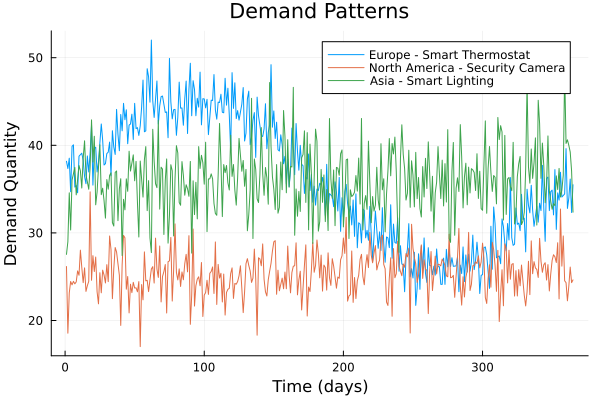 Demand Patterns
Europe - Smart Thermostat
North America - Security Camera
Asia - Smart Lighting
Demand Quantity
50
40
30
20
0
100
200
300
Time (days)